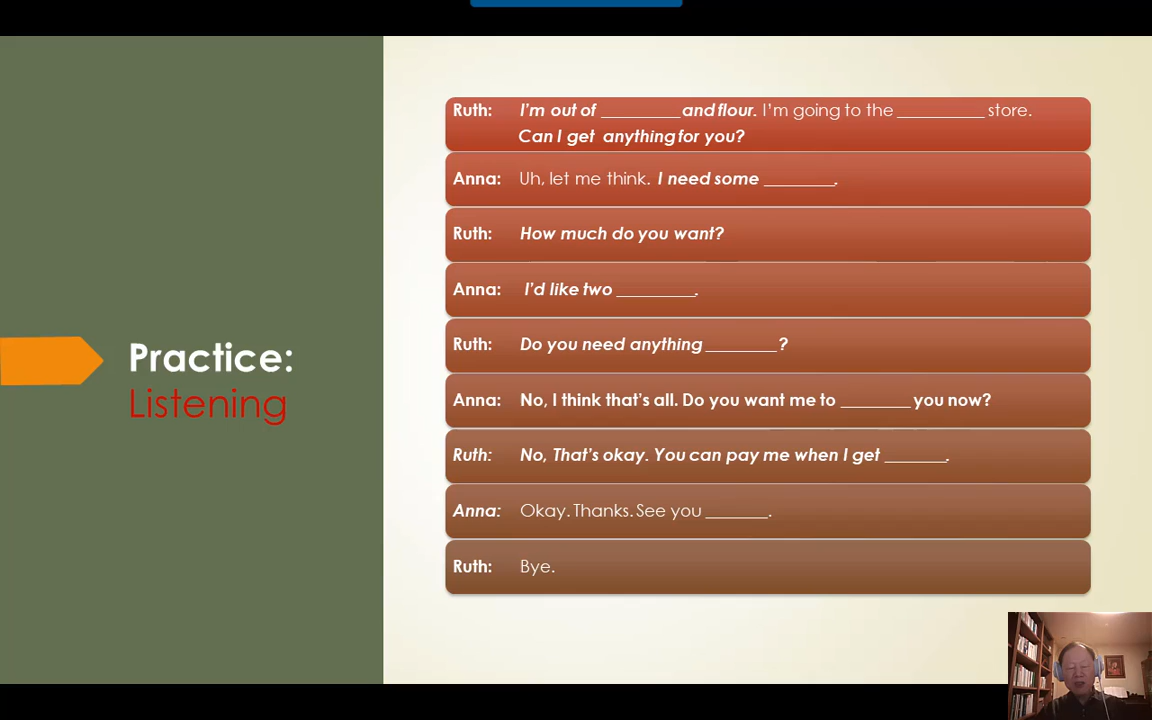 Practice:
Listening
Ruth: I'm out of _________and flour. I'm going to the __________ store.
Can I get anything for you?
Anna: Uh, let me think. I need some ________.
Ruth: How much do you want?
Anna: I'd like two _________.
Ruth: Do you need anything ________?
Anna: No, I think that's all. Do you want me to ________ you now?
Ruth: No, That's okay. You can pay me when I get _______.
Anna: Okay. Thanks. See you _______.
Ruth: Bye.